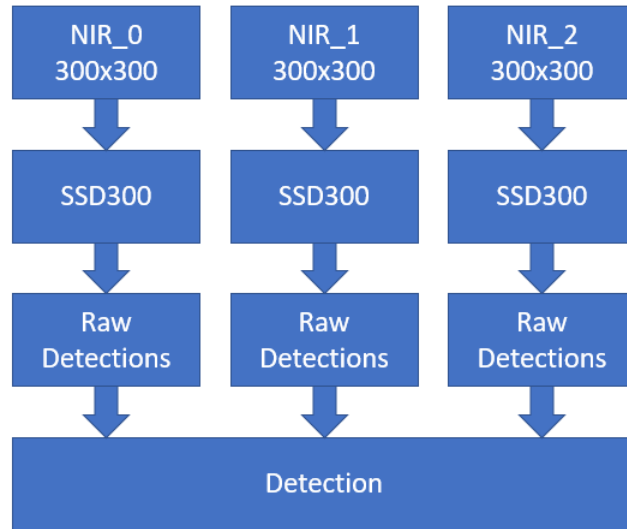 NIR_0
300x300
NIR_1
300x300
NIR_2
300x300
SSD300
SSD300
SSD300
Raw
Detections
Raw
Detections
Raw
Detections
Detection